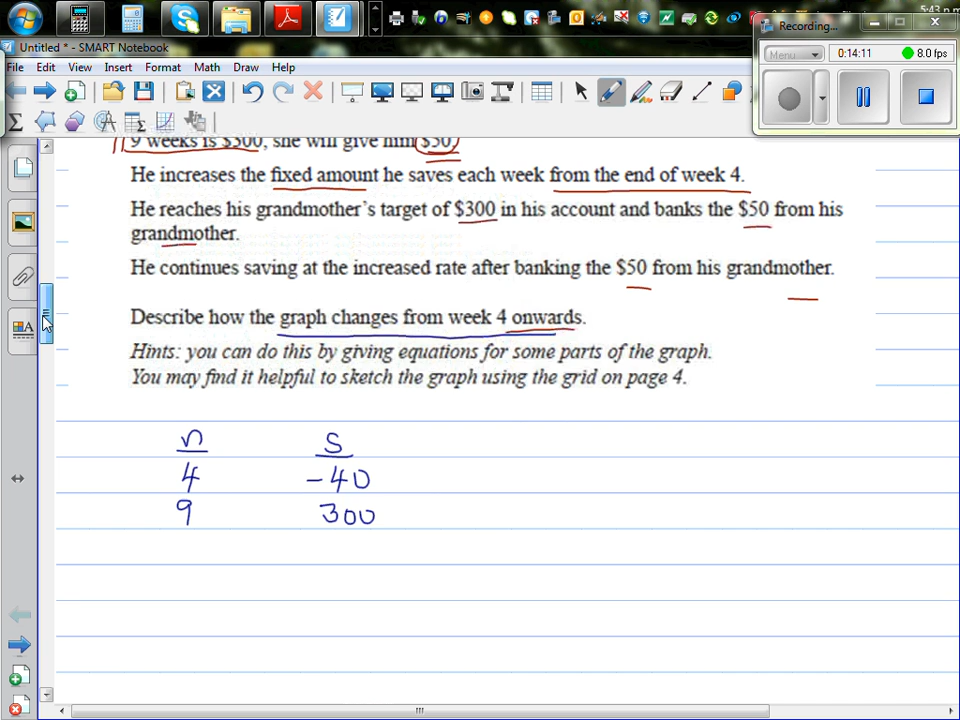 5:43 p.m
Recording...
Untitled * - SMART Notebook
Menu
0:14:11
8.0 fps
File Edit View Insert Format Math Draw Help
9 weeks is $300, she will give him $50.
He increases the fixed amount he saves each week from the end of week 4.
He reaches his grandmother's target of $300 in his account and banks the $50 from his
grandmother.
He continues saving at the increased rate after banking the $50 from his grandmother.
Describe how the graph changes from week 4 onwards.
Hints: you can do this by giving equations for some parts of the graph.
You may find it helpful to sketch the graph using the grid on page 4.
n S
4 -40
9 300